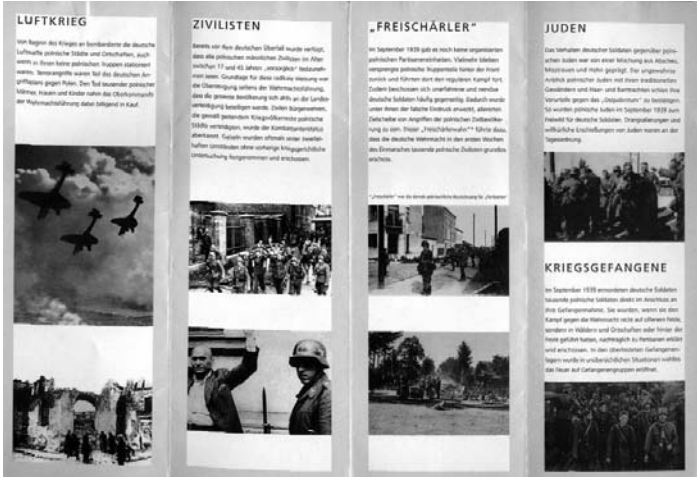 LUFTKRIEG
Von Beginn des Krieges an bombardierte die deutsche
Luftwaffe polnische Städte und Ortschaften, auch
wenn in ihnen keine polnischen Truppen stationiert
waren. Terrorangriffe waren Teil des deutschen An-
griffsplans gegen Polen. Den Tod tausender polnischer
Männer, Frauen und Kinder nahm das Oberkommando
der Wehrmachtsführung dabei billigend in Kauf.
ZIVILISTEN
Bereits vor dem deutschen Überfall wurde verfügt,
dass alle polnischen männlichen Zivilisten im Alter
zwischen 17 und 45 Jahren „vorsorglich“ festzuneh-
men seien. Grundlage für diese radikale Weisung war
die Überzeugung seitens der Wehrmachtsführung,
dass die gesamte Bevölkerung sich aktiv an der Landes-
verteidigung beteiligen werde. Zivilen Bürgerwehren,
die gemäß geltendem Kriegsvölkerrecht polnische
Städte verteidigten, wurde der Kombattantenstatus
aberkannt. Geiseln wurden oftmals unter zweifel-
haften Umständen ohne vorherige kriegsgerichtliche
Untersuchung festgenommen und erschossen.
„FREISCHÄRLER“
Im September 1939 gab es noch keine organisierten
polnischen Partisaneneinheiten. Vielmehr blieben
versprengte polnische Truppenteile hinter der Front
zurück und führten dort den regulären Kampf fort.
Zudem beschossen sich unerfahrene und nervöse
deutsche Soldaten häufig gegenseitig. Dadurch wurde
unter ihnen der falsche Eindruck erweckt, allerorten
Zielscheibe von Angriffen der polnischen Zivilbevölke-
rung zu sein. Dieser „Freischärlerwahn“* führte dazu,
dass die deutsche Wehrmacht in den ersten Wochen
des Einmarsches tausende polnische Zivilisten grundlos
erschoss.
* „Freischärler“ war die damals gebräuchliche Bezeichnung für „Partisanen“
JUDEN
Das Verhalten deutscher Soldaten gegenüber polni-
schen Juden war von einer Mischung aus Abscheu,
Misstrauen und Hohn geprägt. Der ungewohnte
Anblick polnischer Juden mit ihren traditionellen
Gewändern und Haar- und Barttrachten schien ihre
Vorurteile gegen das „Ostjudentum“ zu bestätigen.
So wurden polnische Juden im September 1939 zum
Feindbild für deutsche Soldaten. Drangsalierungen und
willkürliche Erschießungen von Juden waren an der
Tagesordnung.
KRIEGSGEFANGENE
Im September 1939 ermordeten deutsche Soldaten
tausende polnische Soldaten direkt im Anschluss an
ihre Gefangennahme. Sie wurden, wenn sie den
Kampf gegen die Wehrmacht nicht auf offenem Felde,
sondern in Wäldern und Ortschaften oder hinter der
Front geführt hatten, nachträglich zu Partisanen erklärt
und erschossen. In den überfüllten Gefangenen-
lagern wurde in unübersichtlichen Situationen wahllos
das Feuer auf Gefangenengruppen eröffnet.